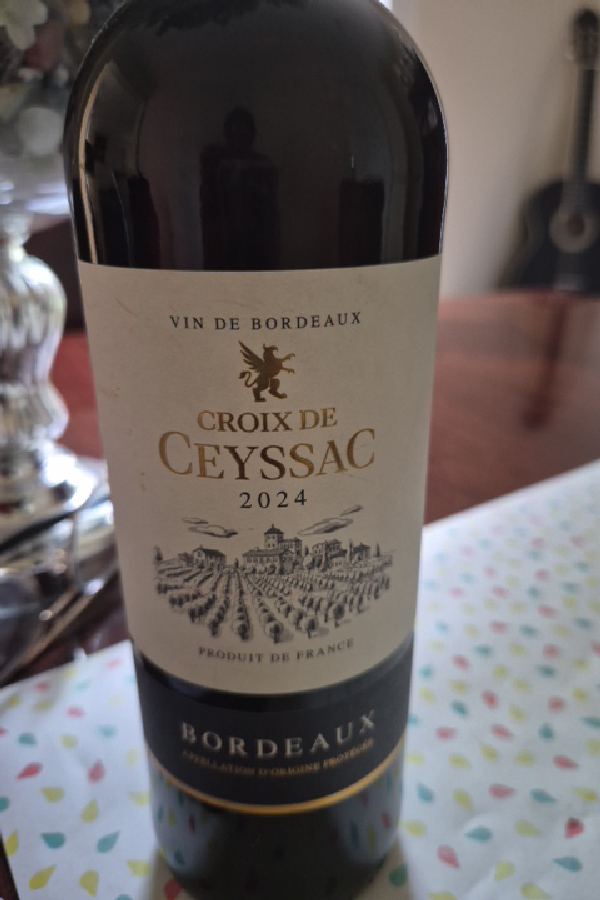 VIN DE BORDEAUX
CROIX DE
CEYSSAC
2024
PRODUIT DE FRANCE
BORDEAUX
APPELLATION D'ORIGINE PROTÉGÉE